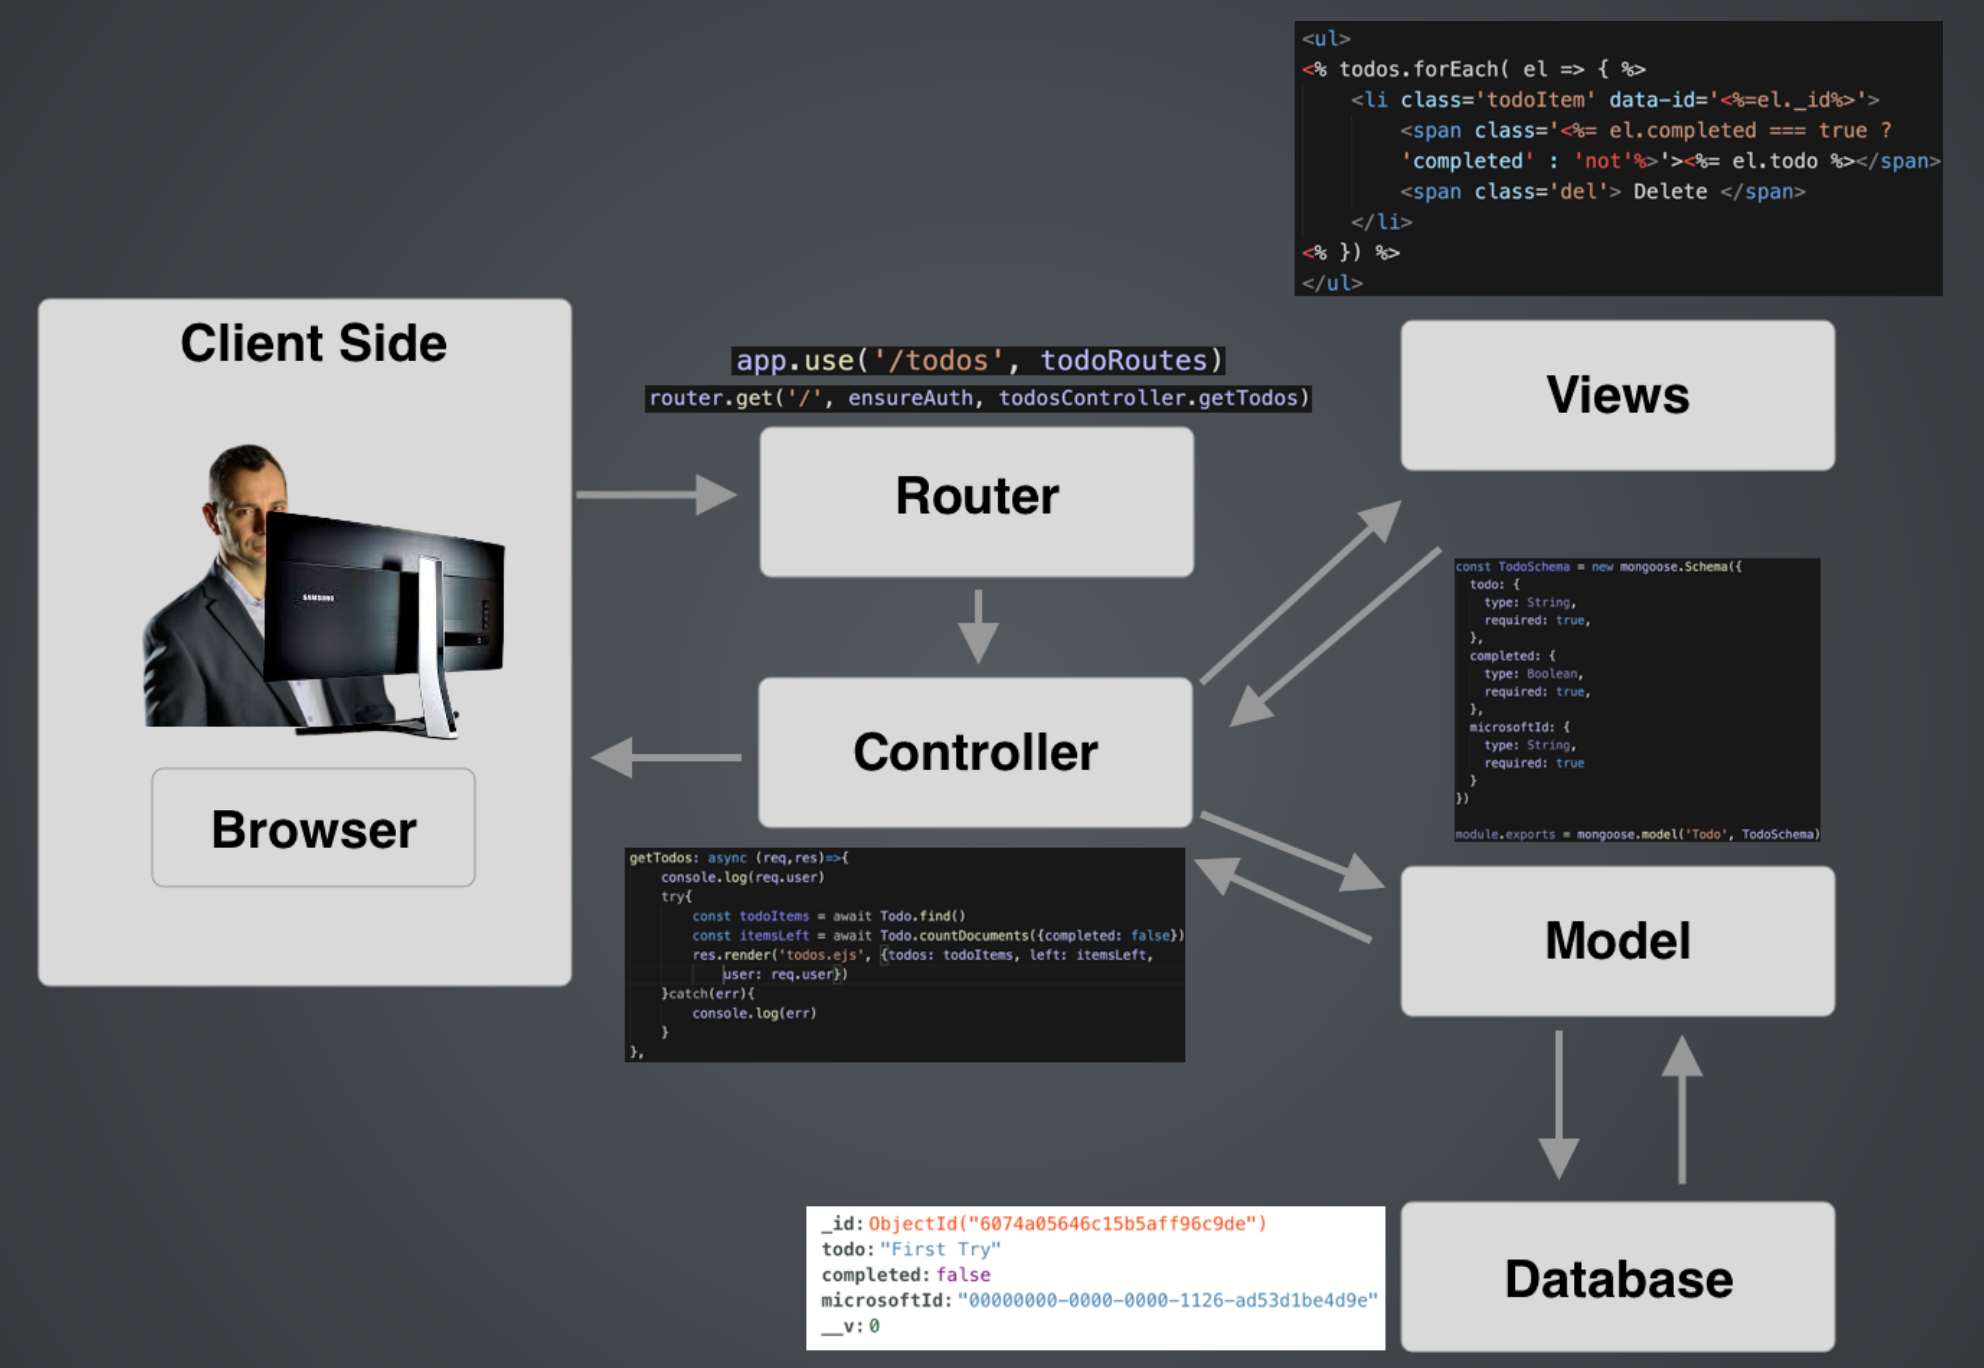 <ul>
<% todos.forEach( el => { %>
<li class='todoItem' data-id='<%=el._id%>'>
<span class='<%= el.completed === true ?
'completed' : 'not'%>'><%= el.todo %></span>
<span class='del'> Delete </span>
</li>
<% }) %>
</ul>
Client Side
SAMSUNG
Browser
app.use('/todos', todoRoutes)
router.get('/', ensureAuth, todosController.getTodos)
Router
Views
Controller
const TodoSchema = new mongoose.Schema({
todo: {
type: String,
required: true,
},
completed: {
type: Boolean,
required: true,
},
microsoftId: {
type: String,
required: true
}
})
module.exports = mongoose.model('Todo', TodoSchema)
getTodos: async (req,res)=>{
console.log(req.user)
try{
const todoItems = await Todo.find()
const itemsLeft = await Todo.countDocuments({completed: false})
res.render('todos.ejs', {todos: todoItems, left: itemsLeft,
user: req.user})
}catch(err){
console.log(err)
}
},
Model
_id: ObjectId("6074a05646c15b5aff96c9de")
todo: "First Try"
completed: false
microsoftId: "00000000-0000-0000-1126-ad53d1be4d9e"
__v: 0
Database